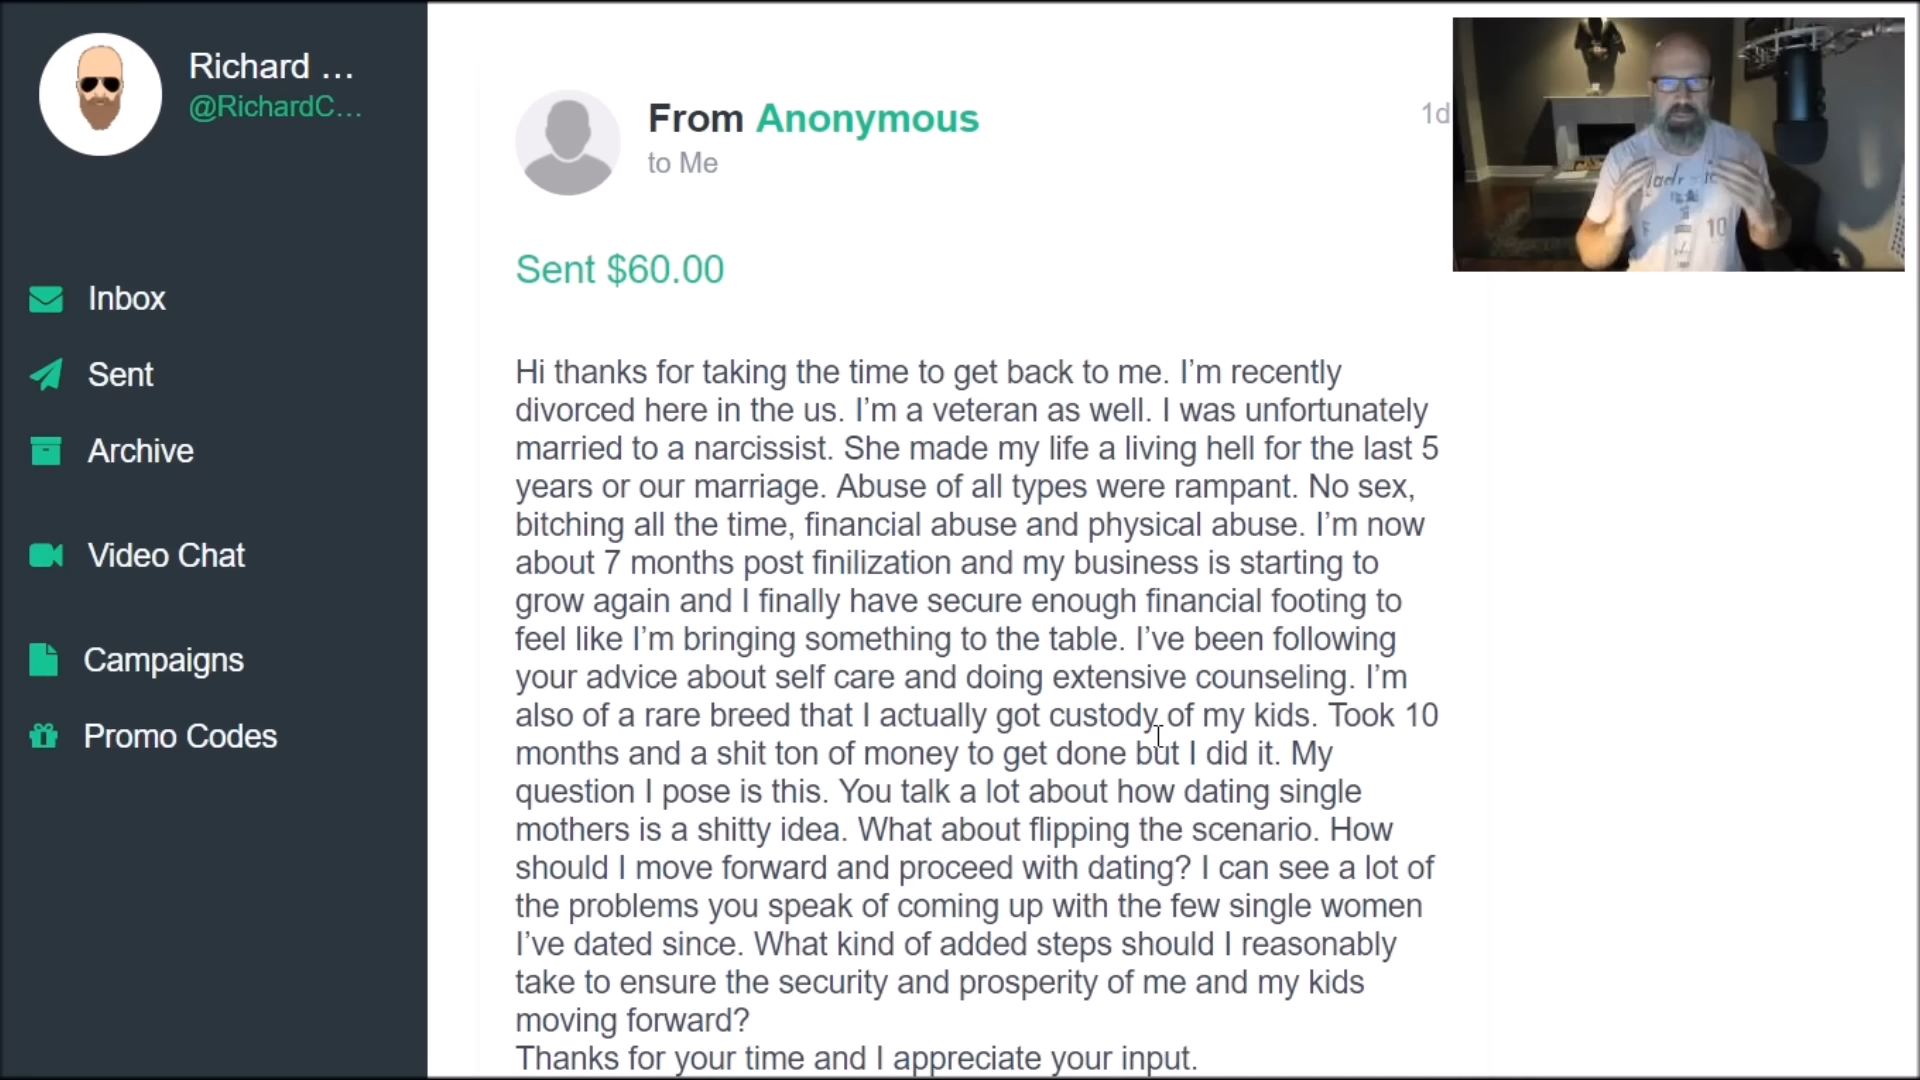 Richard ...
@RichardC...
Inbox
Sent
Archive
Video Chat
Campaigns
Promo Codes
From Anonymous
to Me
1d
Sent $60.00
Hi thanks for taking the time to get back to me. I’m recently
divorced here in the us. I’m a veteran as well. I was unfortunately
married to a narcissist. She made my life a living hell for the last 5
years or our marriage. Abuse of all types were rampant. No sex,
bitching all the time, financial abuse and physical abuse. I’m now
about 7 months post finilization and my business is starting to
grow again and I finally have secure enough financial footing to
feel like I’m bringing something to the table. I’ve been following
your advice about self care and doing extensive counseling. I’m
also of a rare breed that I actually got custody of my kids. Took 10
months and a shit ton of money to get done but I did it. My
question I pose is this. You talk a lot about how dating single
mothers is a shitty idea. What about flipping the scenario. How
should I move forward and proceed with dating? I can see a lot of
the problems you speak of coming up with the few single women
I’ve dated since. What kind of added steps should I reasonably
take to ensure the security and prosperity of me and my kids
moving forward?
Thanks for your time and I appreciate your input.
10